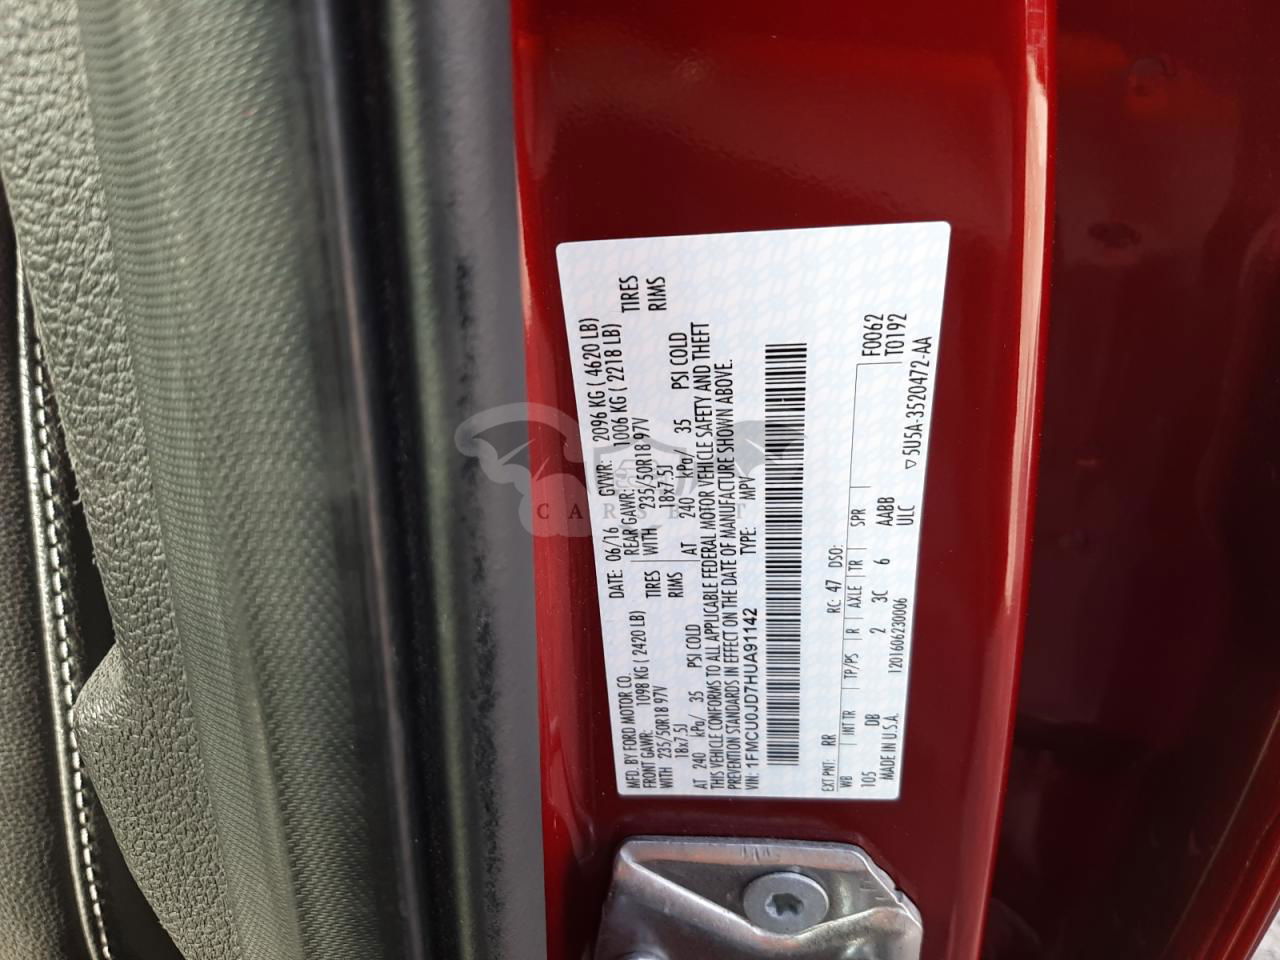 MFD. BY FORD MOTOR CO.
DATE: 06/16 GVWR: 2096 KG ( 4620 LB)
FRONT GAWR: 1098 KG ( 2420 LB) REAR GAWR: 1006 KG ( 2218 LB)
WITH 235/50R18 97V TIRES WITH 235/50R18 97V TIRES
18x7.5J RIMS 18x7.5J RIMS
AT 240 kPa/ 35 PSI COLD AT 240 kPa/ 35 PSI COLD
THIS VEHICLE CONFORMS TO ALL APPLICABLE FEDERAL MOTOR VEHICLE SAFETY AND THEFT
PREVENTION STANDARDS IN EFFECT ON THE DATE OF MANUFACTURE SHOWN ABOVE.
VIN: 1FMCU0JD7HUA91142 TYPE: MPV
EXT PNT: RR RC: 47 DSO:
WB INT TR TP/PS R AXLE TR SPR F0062
105 DB 2 3C 6 AABB T0192
MADE IN U.S.A. 1201606230006 ULC
▽5U5A-3520472-AA